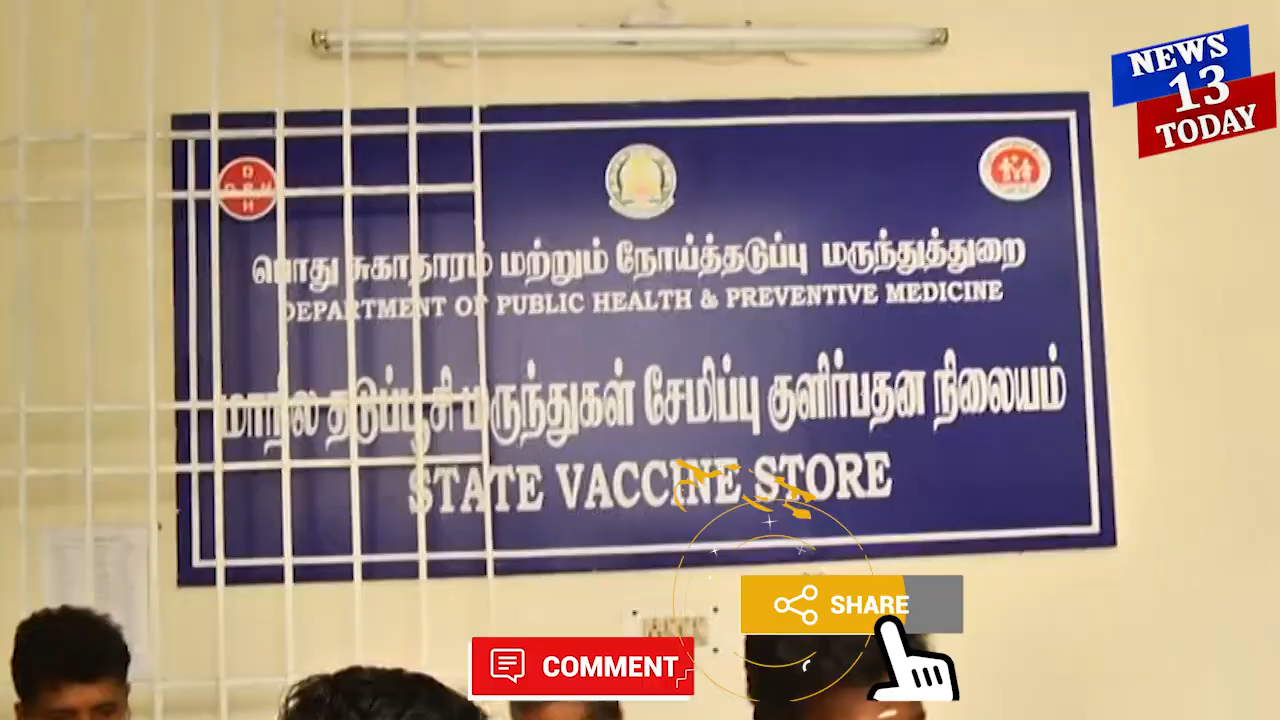 NEWS
13
TODAY
D
D P H
H
பொது சுகாதாரம் மற்றும் நோய்த்தடுப்பு மருந்துத்துறை
DEPARTMENT OF PUBLIC HEALTH & PREVENTIVE MEDICINE
மாநில தடுப்பூசி மருந்துகள் சேமிப்பு குளிர்பதன நிலையம்
STATE VACCINE STORE
SHARE
COMMENT